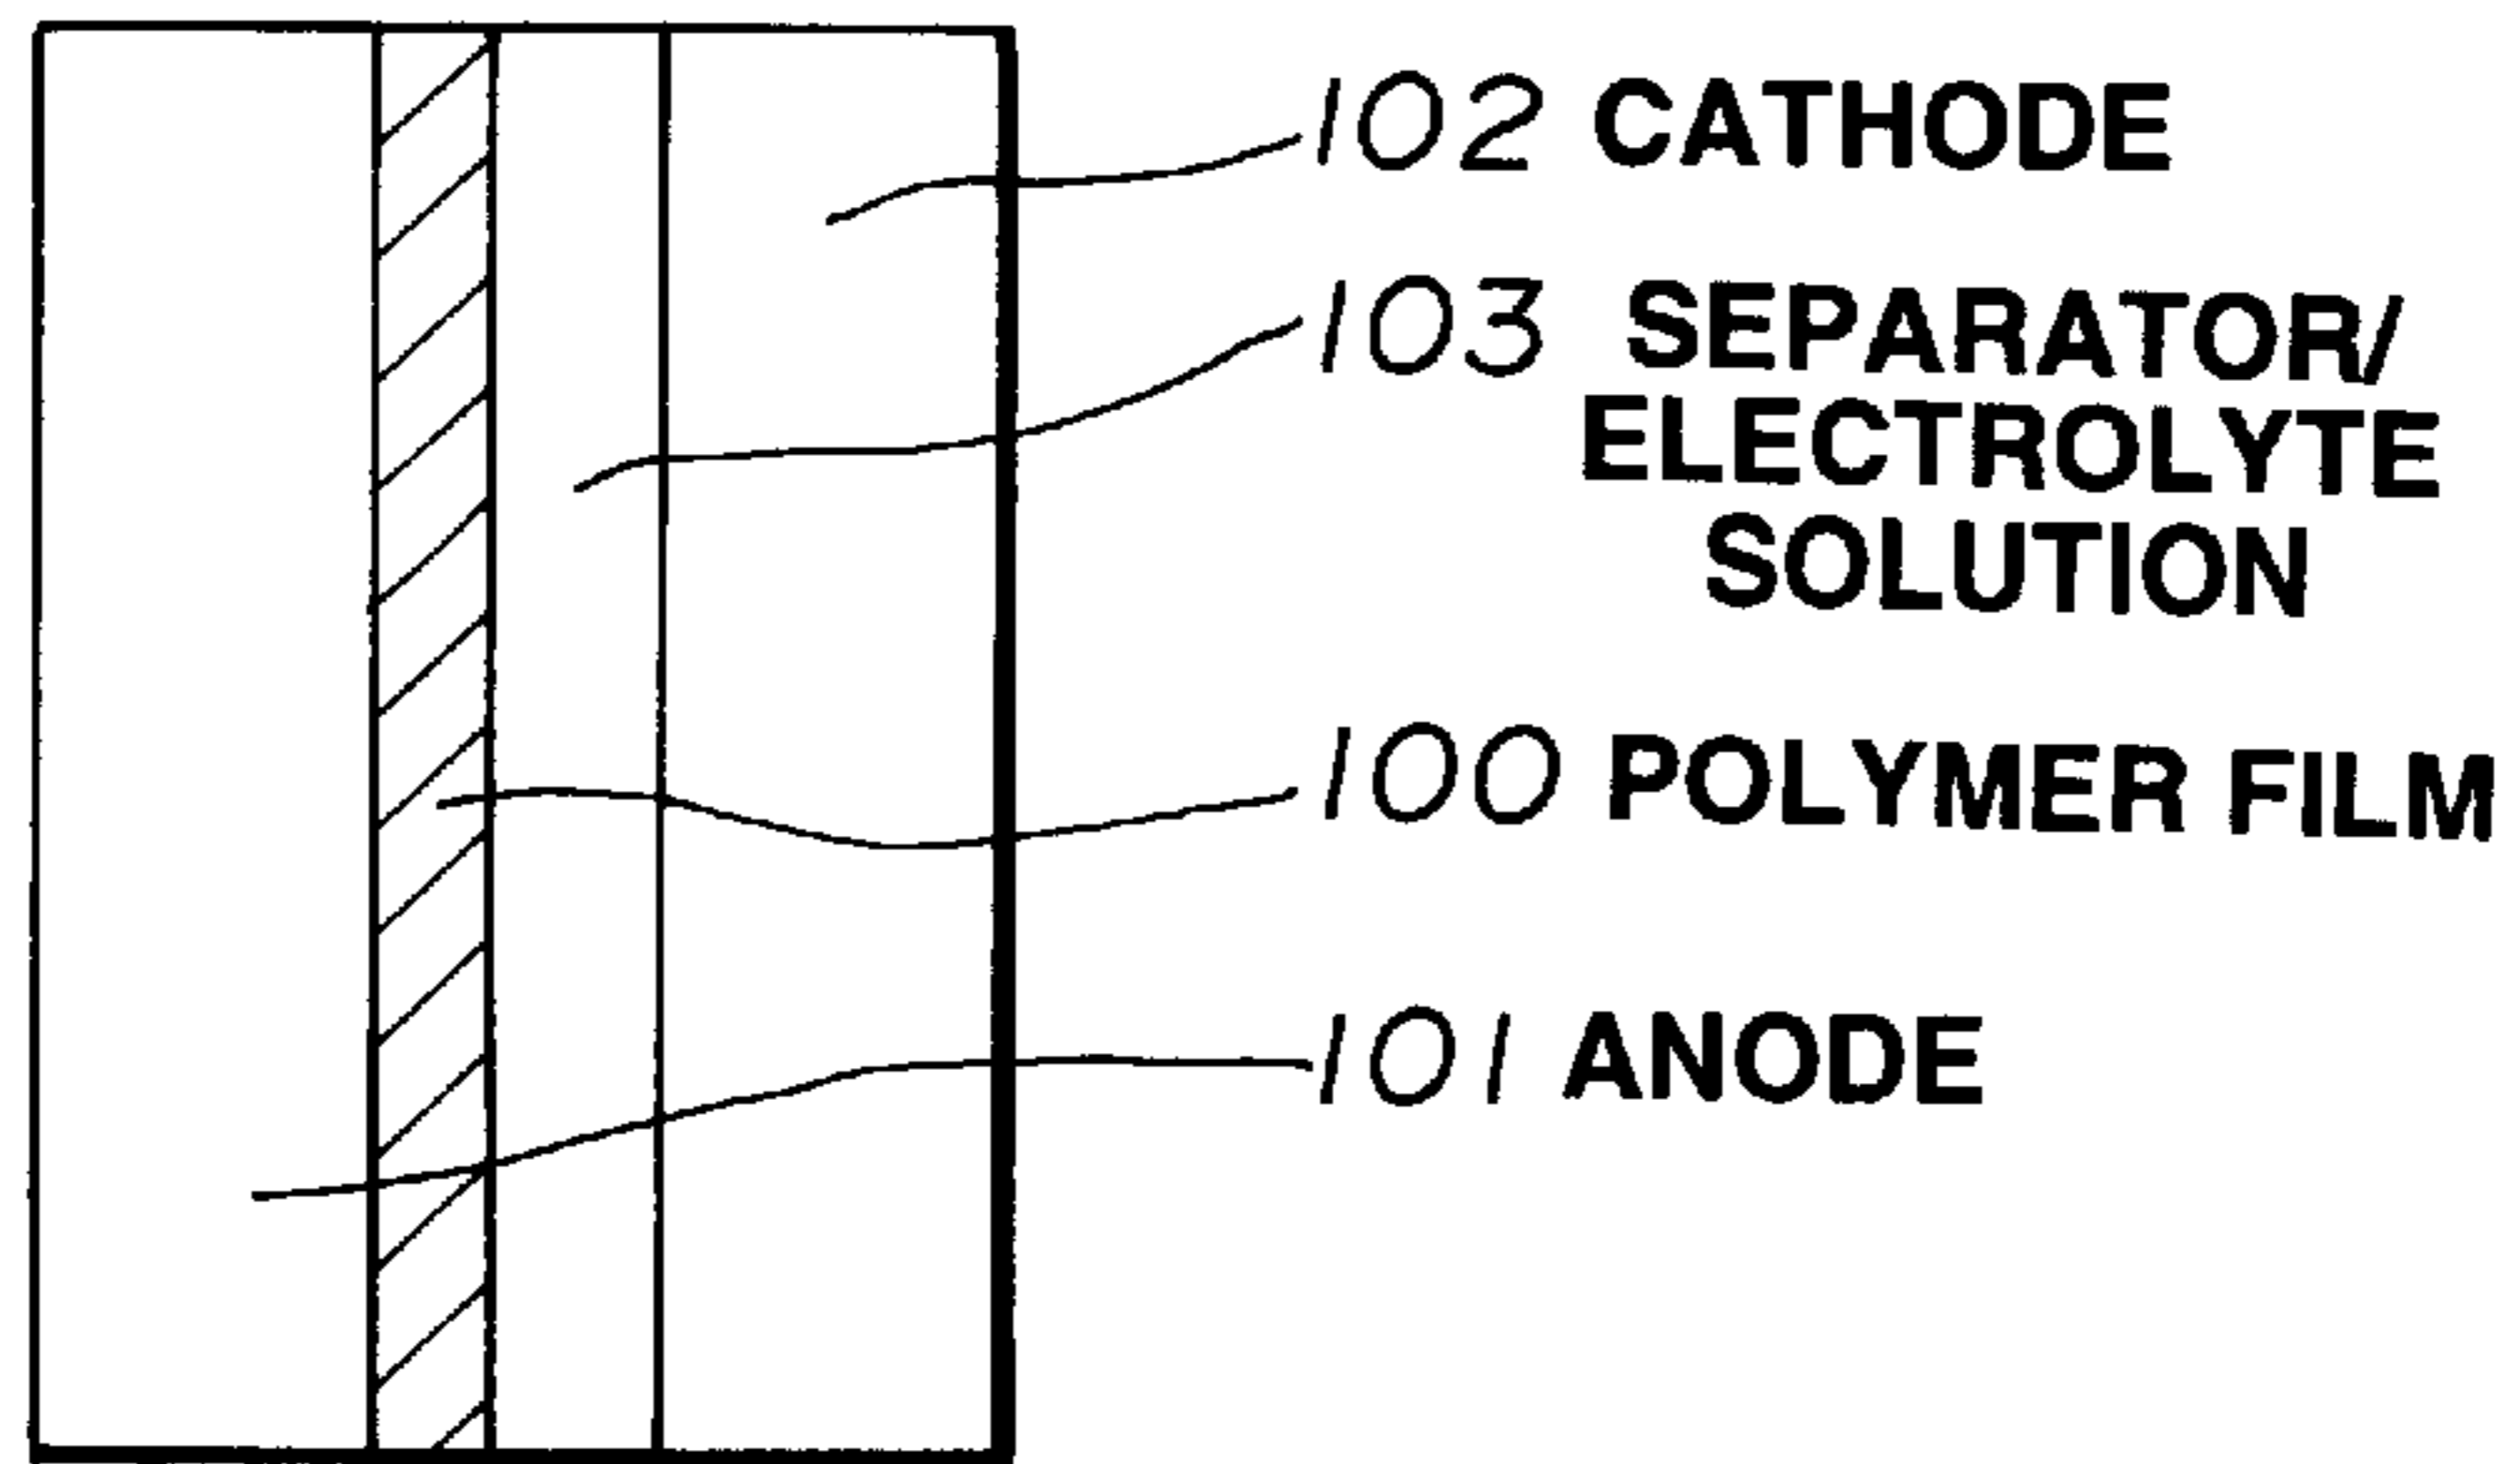 102 CATHODE
103 SEPARATOR/
ELECTROLYTE
SOLUTION
100 POLYMER FILM
101 ANODE